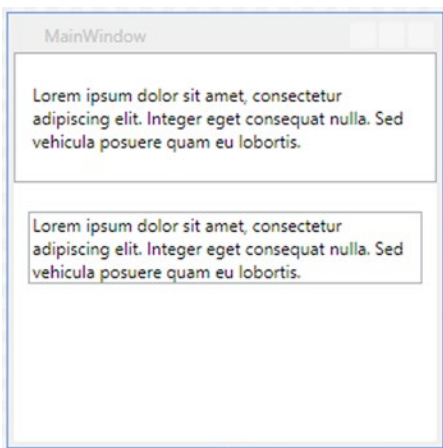 MainWindow
Lorem ipsum dolor sit amet, consectetur
adipiscing elit. Integer eget consequat nulla. Sed
vehicula posuere quam eu lobortis.
Lorem ipsum dolor sit amet, consectetur
adipiscing elit. Integer eget consequat nulla. Sed
vehicula posuere quam eu lobortis.